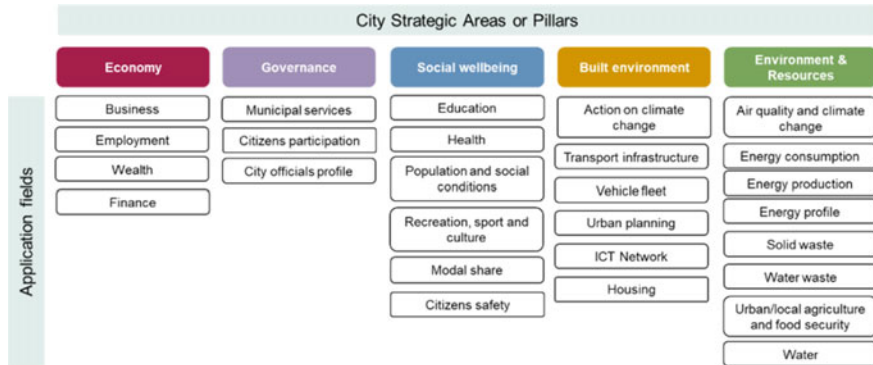 City Strategic Areas or Pillars
Economy
Governance
Social wellbeing
Built environment
Environment &
Resources
Application fields
Business
Employment
Wealth
Finance
Municipal services
Citizens participation
City officials profile
Education
Health
Population and social
conditions
Recreation, sport and
culture
Modal share
Citizens safety
Action on climate
change
Transport infrastructure
Vehicle fleet
Urban planning
ICT Network
Housing
Air quality and climate
change
Energy consumption
Energy production
Energy profile
Solid waste
Water waste
Urban/local agriculture
and food security
Water